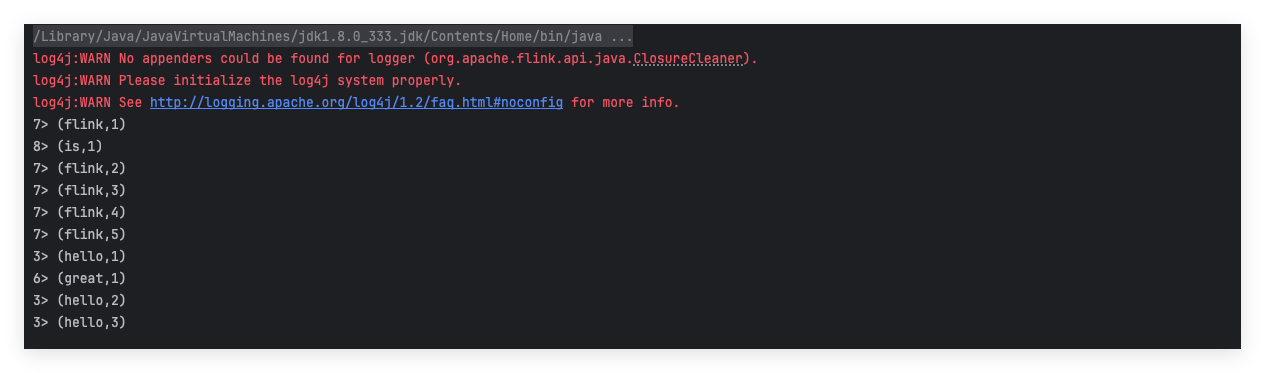 /Library/Java/JavaVirtualMachines/jdk1.8.0_333.jdk/Contents/Home/bin/java ...
log4j:WARN No appenders could be found for logger (org.apache.flink.api.java.ClosureCleaner).
log4j:WARN Please initialize the log4j system properly.
log4j:WARN See http://logging.apache.org/log4j/1.2/faq.html#noconfig for more info.
7> (flink,1)
8> (is,1)
7> (flink,2)
7> (flink,3)
7> (flink,4)
7> (flink,5)
3> (hello,1)
6> (great,1)
3> (hello,2)
3> (hello,3)